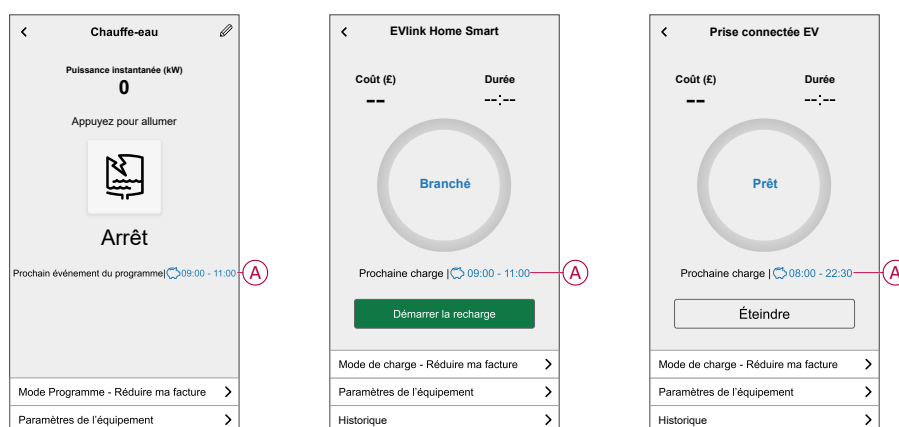 Chauffe-eau
Puissance instantanée (kW)
0
Appuyez pour allumer
Arrêt
Prochain événement du programme| 09:00 - 11:00
A
Mode Programme - Réduire ma facture
Paramètres de l'équipement
EVlink Home Smart
Coût (£) Durée
-- --:--
Branché
Prochaine charge | 09:00 - 11:00
A
Démarrer la recharge
Mode de charge - Réduire ma facture
Paramètres de l'équipement
Historique
Prise connectée EV
Coût (£) Durée
-- --:--
Prêt
Prochaine charge | 08:00 - 22:30
A
Éteindre
Mode de charge - Réduire ma facture
Paramètres de l'équipement
Historique